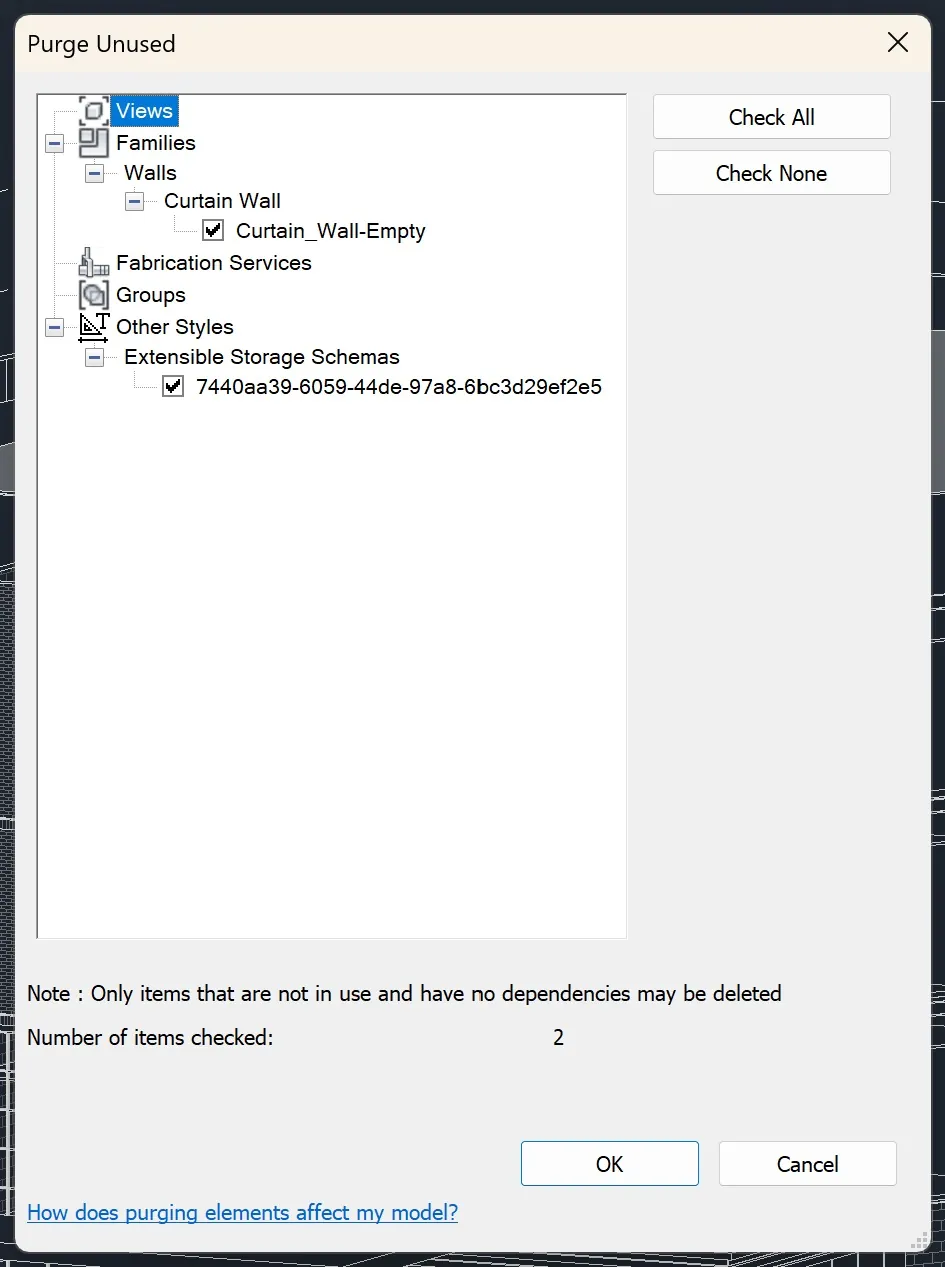 Purge Unused
Views
Check All
Families
Check None
Walls
Curtain Wall
Curtain_Wall-Empty
Fabrication Services
Groups
Other Styles
Extensible Storage Schemas
7440aa39-6059-44de-97a8-6bc3d29ef2e5
Note : Only items that are not in use and have no dependencies may be deleted
Number of items checked: 2
OK Cancel
How does purging elements affect my model?